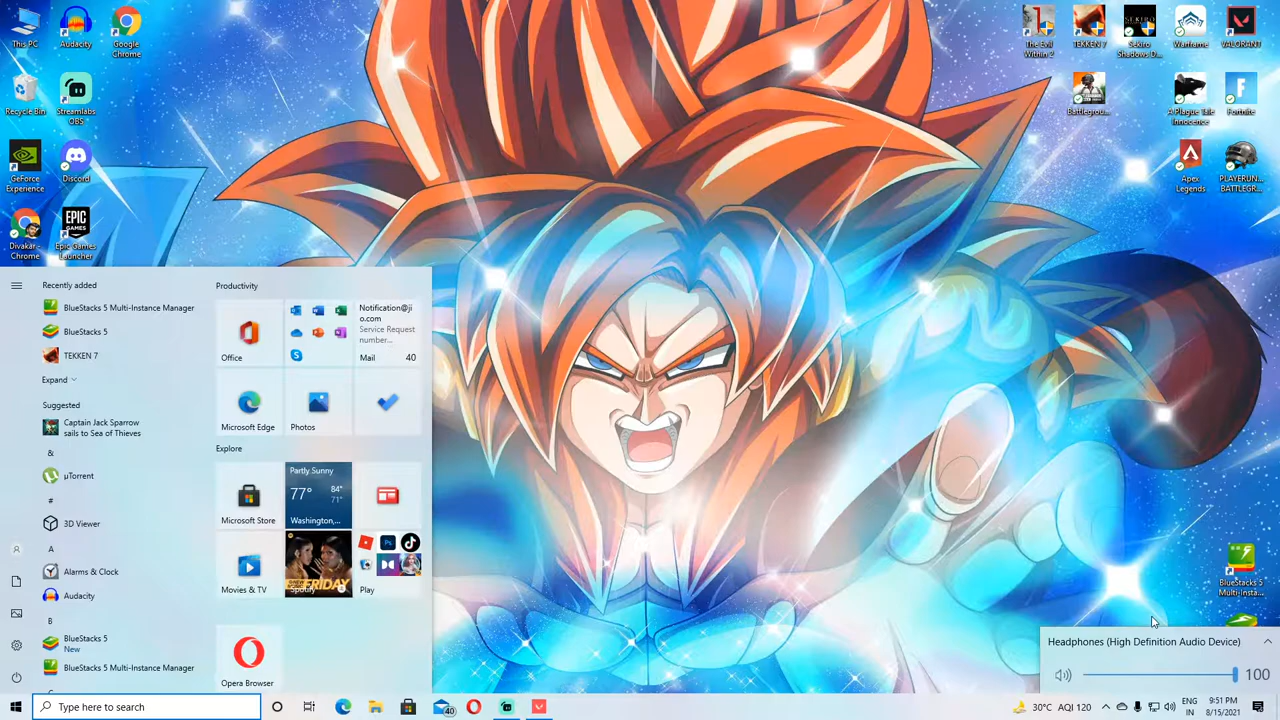 This PC
Audacity
Google
Chrome
Recycle Bin
Streamlabs
OBS
GeForce
Experience
Discord
Divakar -
Chrome
Epic Games
Launcher
The Evil
Within 2
TEKKEN 7
Sekiro
Shadows D...
Warframe
VALORANT
Battlegrou...
A Plague Tale
Innocence
Fortnite
Apex
Legends
PLAYERUN...
BATTLEGR...
BlueStacks 5
Multi-Insta...
Recently added
BlueStacks 5 Multi-Instance Manager
BlueStacks 5
TEKKEN 7
Expand
Suggested
Captain Jack Sparrow
sails to Sea of Thieves
&
µTorrent
#
3D Viewer
A
Alarms & Clock
Audacity
B
BlueStacks 5
New
BlueStacks 5 Multi-Instance Manager
Productivity
Office
Notification@ji
o.com
Service Request
number...
Mail 40
Microsoft Edge
Photos
Explore
Microsoft Store
Partly Sunny
77° 84°
71°
Washington,...
Movies & TV
FRIDAY
Spotify
Play
Opera Browser
Headphones (High Definition Audio Device)
100
Type here to search
40
30°C AQI 120
ENG
IN
9:51 PM
8/15/2021